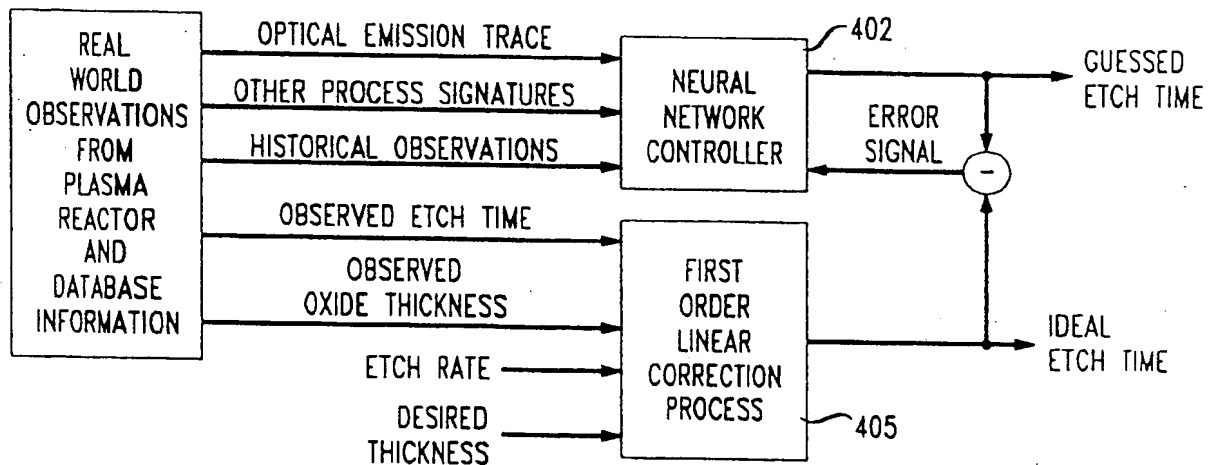 REAL
WORLD
OBSERVATIONS
FROM
PLASMA
REACTOR
AND
DATABASE
INFORMATION
OPTICAL EMISSION TRACE
OTHER PROCESS SIGNATURES
HISTORICAL OBSERVATIONS
OBSERVED ETCH TIME
OBSERVED
OXIDE THICKNESS
ETCH RATE
DESIRED
THICKNESS
402
NEURAL
NETWORK
CONTROLLER
FIRST
ORDER
LINEAR
CORRECTION
PROCESS
405
ERROR
SIGNAL
-
GUESSED
ETCH TIME
IDEAL
ETCH TIME